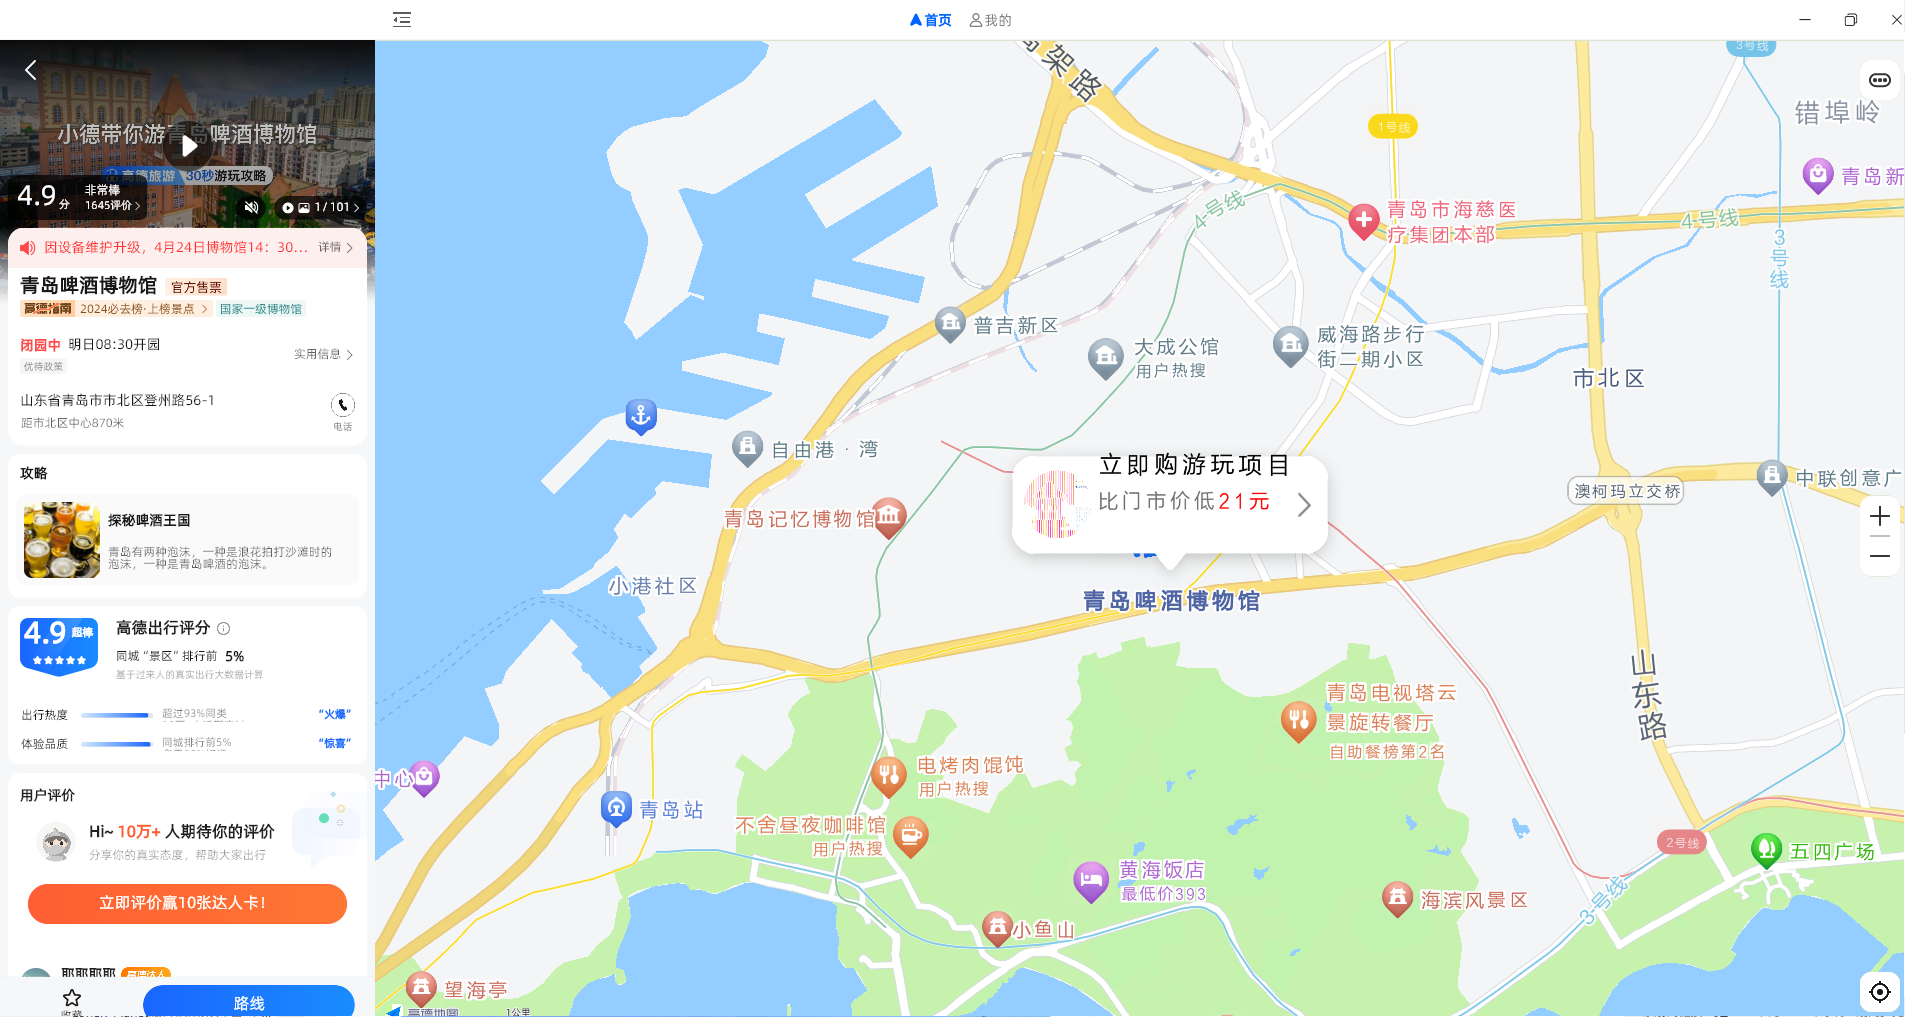 首页
我的
小德带你游青岛啤酒博物馆
高德旅游
30秒游玩攻略
4.9分
非常棒
1645评价
1/101
因设备维护升级，4月24日博物馆14：30...
详情
青岛啤酒博物馆
官方售票
高德指南
2024必去榜·上榜景点
国家一级博物馆
闭园中 明日08:30开园
实用信息
优待政策
山东省青岛市市北区登州路56-1
距市北区中心870米
电话
攻略
探秘啤酒王国
青岛有两种泡沫，一种是浪花拍打沙滩时的
泡沫，一种是青岛啤酒的泡沫。
4.9 超棒
高德出行评分
同城“景区”排行前 5%
基于过来人的真实出行大数据计算
出行热度
超过93%同类
“火爆”
体验品质
同城排行前5%
“惊喜”
用户评价
Hi~ 10万+ 人期待你的评价
分享你的真实态度，帮助大家出行
立即评价赢10张达人卡！
耶耶耶耶
高德达人
收藏
路线
架路
3号线
错埠岭
1号线
青岛新
青岛市海慈医
疗集团本部
4号线
4号线
3号线
普吉新区
大成公馆
用户热搜
威海路步行
街二期小区
市北区
自由港·湾
立即购游玩项目
比门市价低21元
澳柯玛立交桥
中联创意广
青岛记忆博物馆
小港社区
青岛啤酒博物馆
山东路
青岛电视塔云
景旋转餐厅
自助餐榜第2名
中心
电烤肉馄饨
用户热搜
青岛站
不舍昼夜咖啡馆
用户热搜
2号线
五四广场
黄海饭店
最低价393
海滨风景区
3号线
小鱼山
望海亭
高德地图
1公里